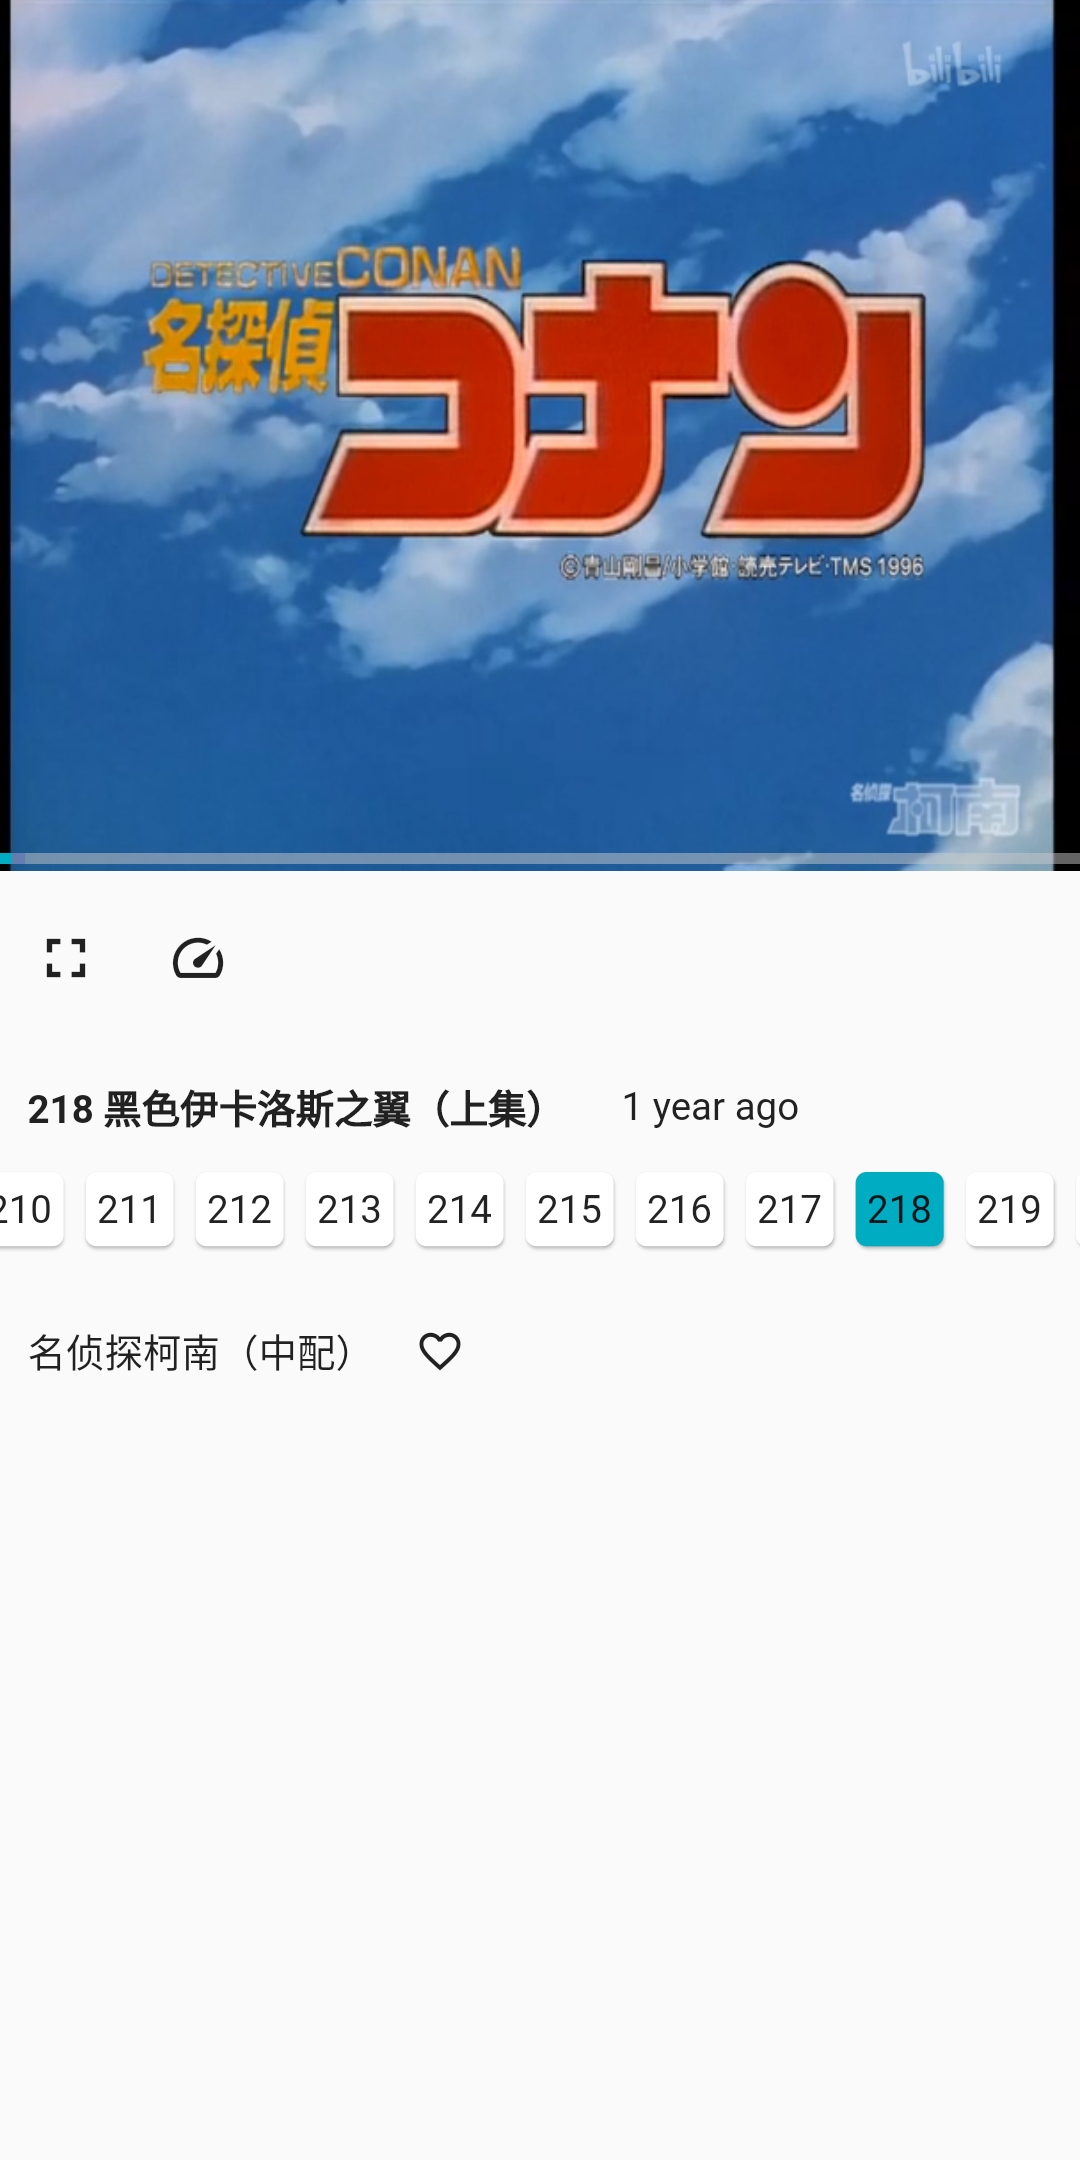 bilibili
DETECTIVE CONAN
名探偵コナン
©青山剛昌/小学館・読売テレビ・TMS 1996
名侦探柯南
218 黑色伊卡洛斯之翼（上集） 1 year ago
210 211 212 213 214 215 216 217 218 219
名侦探柯南（中配）